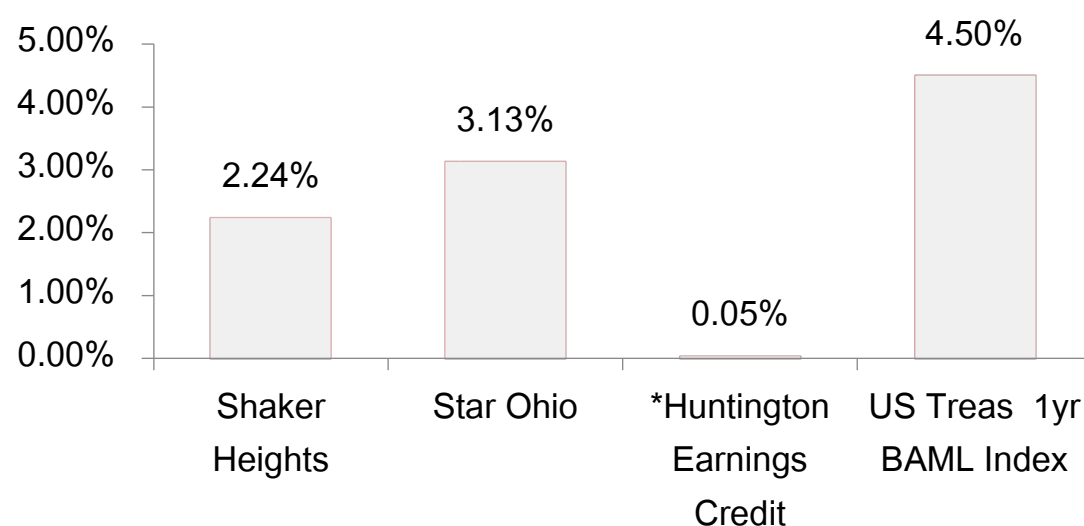 5.00%
4.00%
3.00%
2.00%
1.00%
0.00%
2.24%
3.13%
0.05%
4.50%
Shaker
Heights
Star Ohio
*Huntington
Earnings
Credit
US Treas 1yr
BAML Index